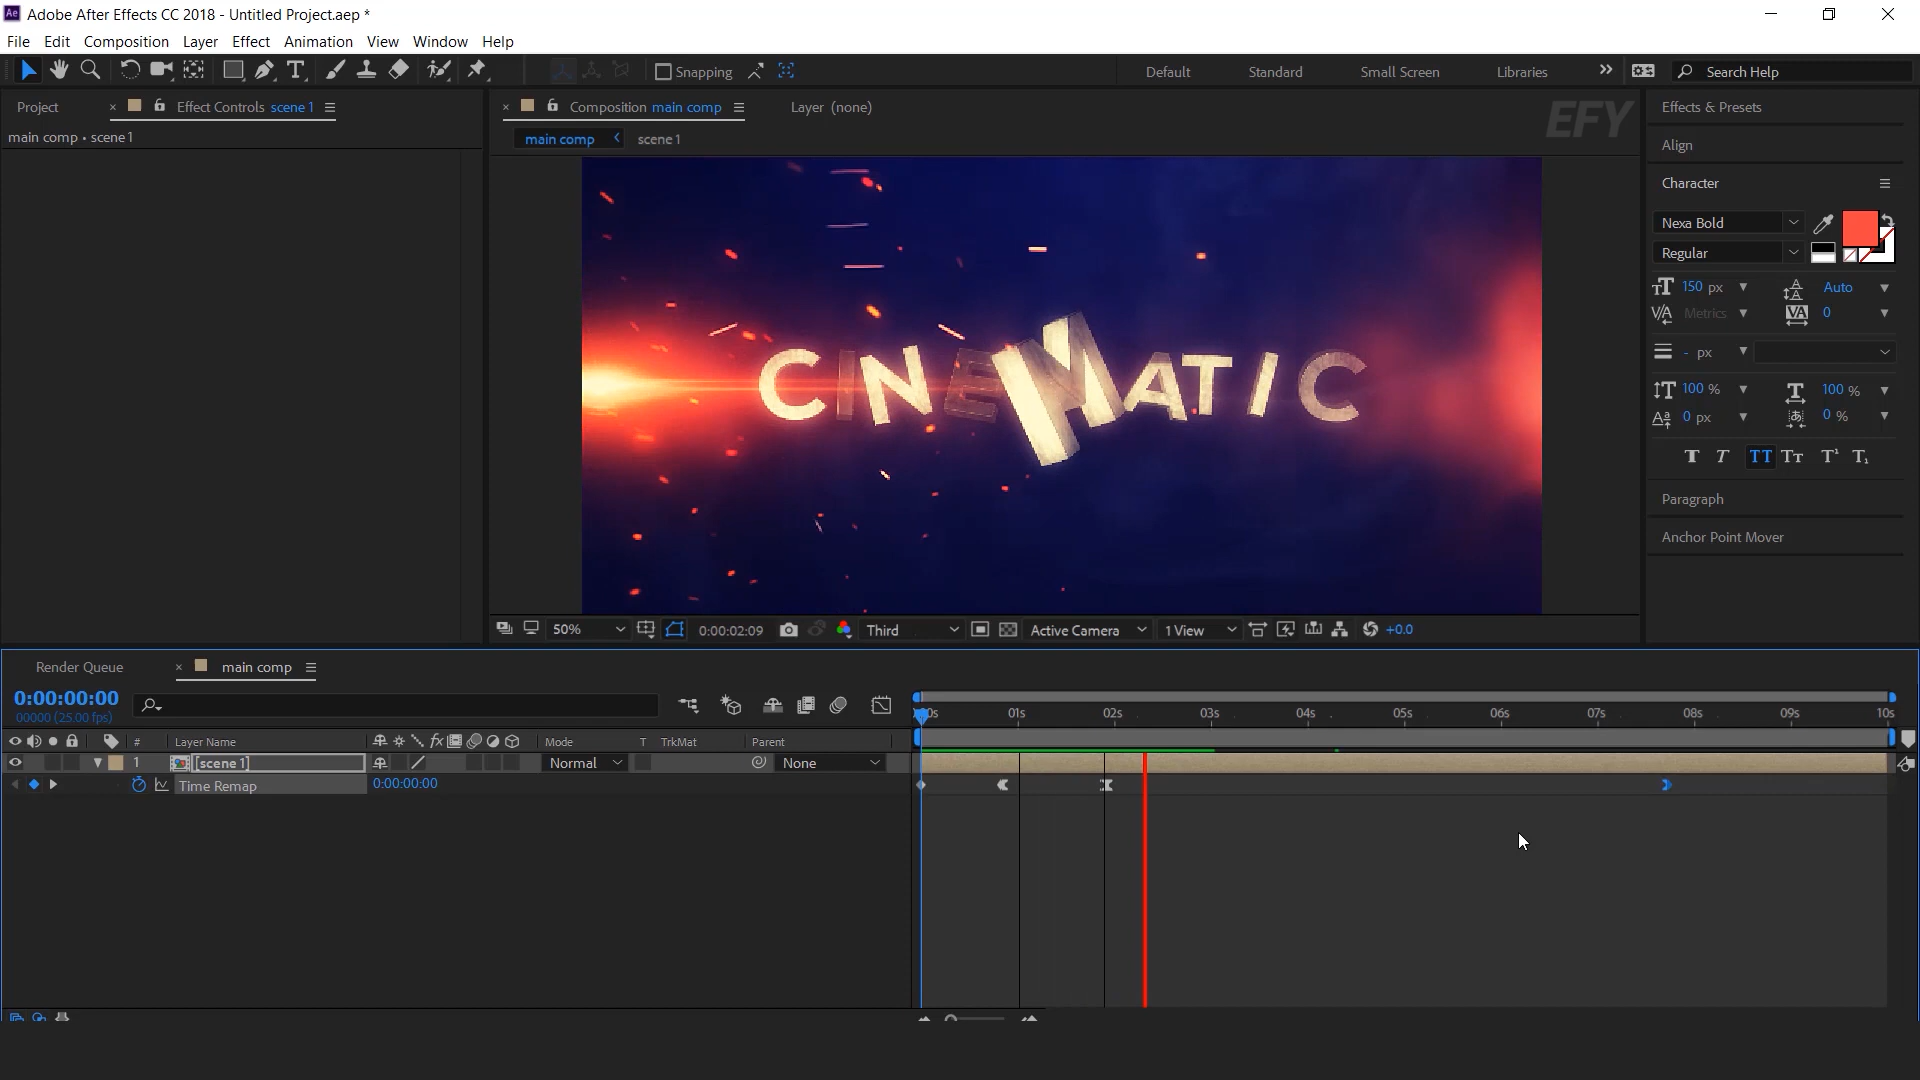 Ae Adobe After Effects CC 2018 - Untitled Project.aep *
File Edit Composition Layer Effect Animation View Window Help
Snapping Default Standard Small Screen Libraries Search Help
Project Effect Controls scene 1 Composition main comp Layer (none) EFY Effects & Presets
main comp • scene 1 main comp scene 1
Align
Character
Nexa Bold
Regular
150 px Auto
Metrics 0
- px
100 % 100 %
0 px 0 %
T T TT Tт T¹ T₁
Paragraph
Anchor Point Mover
CINEMATIC
50% 0:00:02:09 Third Active Camera 1 View +0.0
Render Queue main comp
0:00:00:00
00000 (25.00 fps)
01s 02s 03s 04s 05s 06s 07s 08s 09s 10s
# Layer Name fx Mode T TrkMat Parent
1 [scene 1] Normal None
Time Remap 0:00:00:00